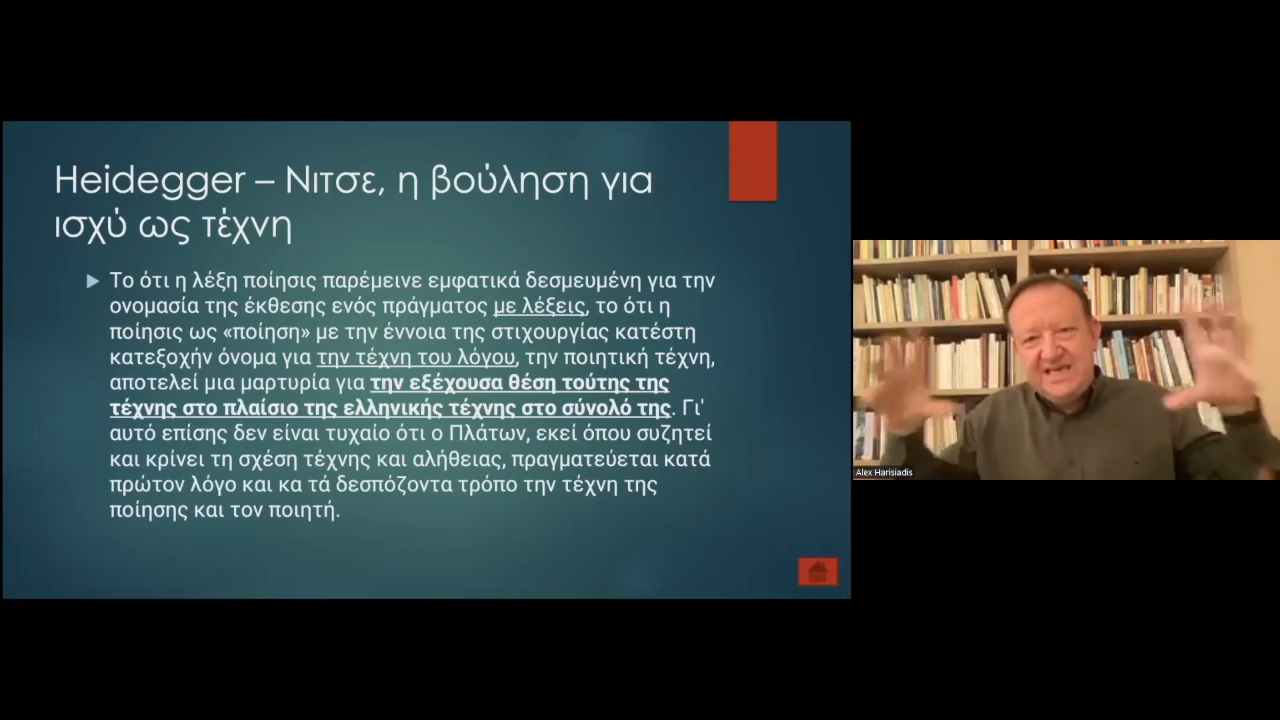 Heidegger – Νιτσε, η βούληση για
ισχύ ως τέχνη
Το ότι η λέξη ποίησις παρέμεινε εμφατικά δεσμευμένη για την
ονομασία της έκθεσης ενός πράγματος με λέξεις, το ότι η
ποίησις ως «ποίηση» με την έννοια της στιχουργίας κατέστη
κατεξοχήν όνομα για την τέχνη του λόγου, την ποιητική τέχνη,
αποτελεί μια μαρτυρία για την εξέχουσα θέση τούτης της
τέχνης στο πλαίσιο της ελληνικής τέχνης στο σύνολό της. Γι'
αυτό επίσης δεν είναι τυχαίο ότι ο Πλάτων, εκεί όπου συζητεί
και κρίνει τη σχέση τέχνης και αλήθειας, πραγματεύεται κατά
πρώτον λόγο και κα τά δεσπόζοντα τρόπο την τέχνη της
ποίησης και τον ποιητή.
Alex Harisiadis